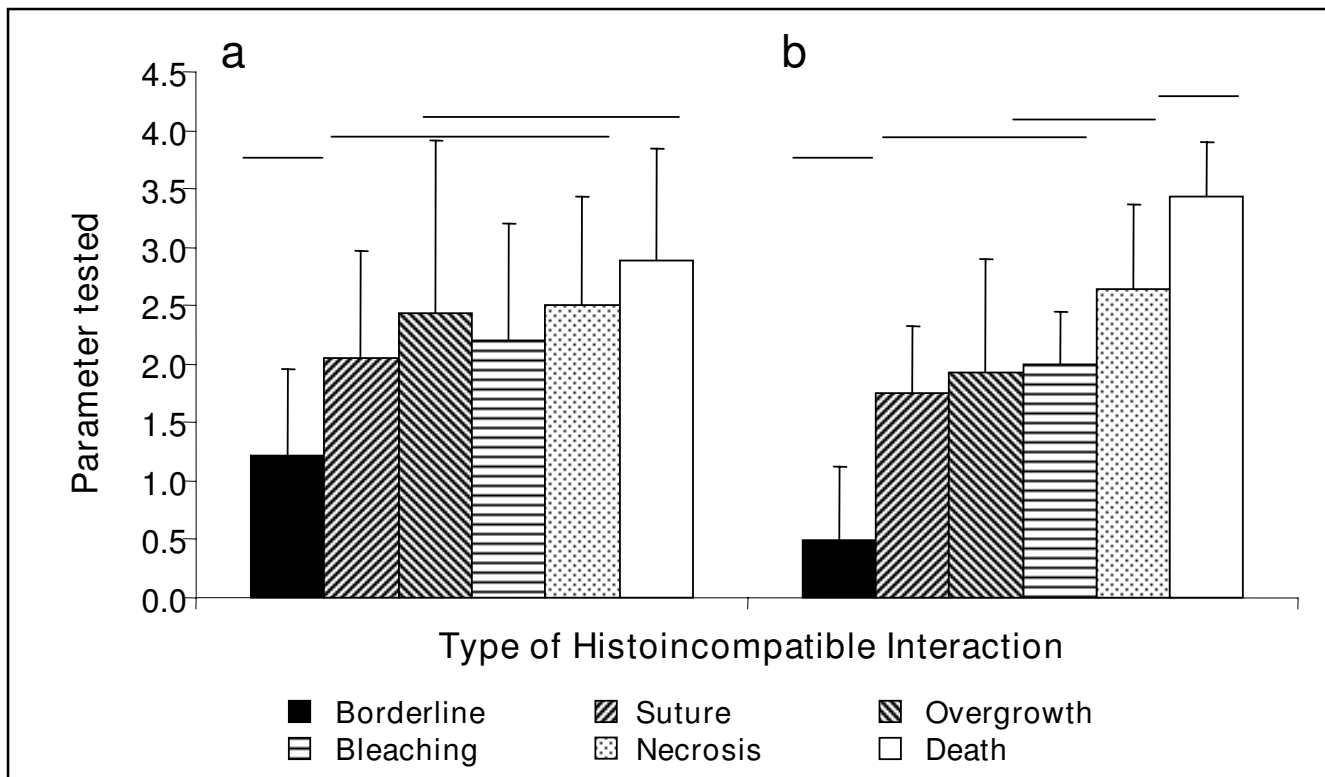 a
b
4.5
4.0
3.5
3.0
2.5
2.0
1.5
1.0
0.5
0.0
Parameter tested
Type of Histoincompatible Interaction
Borderline Suture Overgrowth
Bleaching Necrosis Death